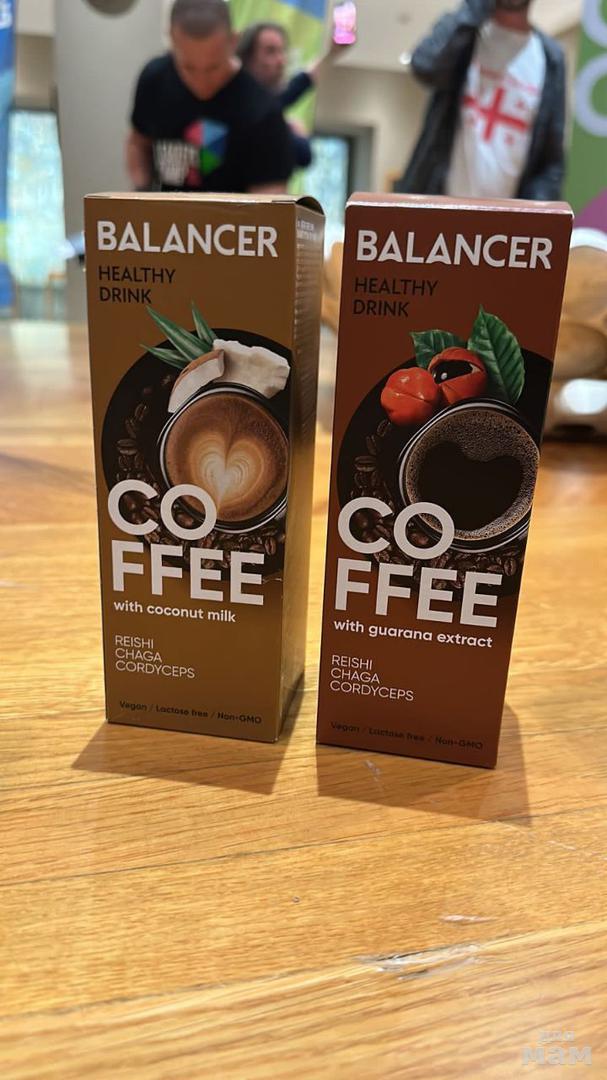 BALANCER
HEALTHY
DRINK
CO
FFEE
with coconut milk
REISHI
CHAGA
CORDYCEPS
Vegan / Lactose free / Non-GMO
BALANCER
HEALTHY
DRINK
CO
FFEE
with guarana extract
REISHI
CHAGA
CORDYCEPS
Vegan / Lactose free / Non-GMO
для
мам